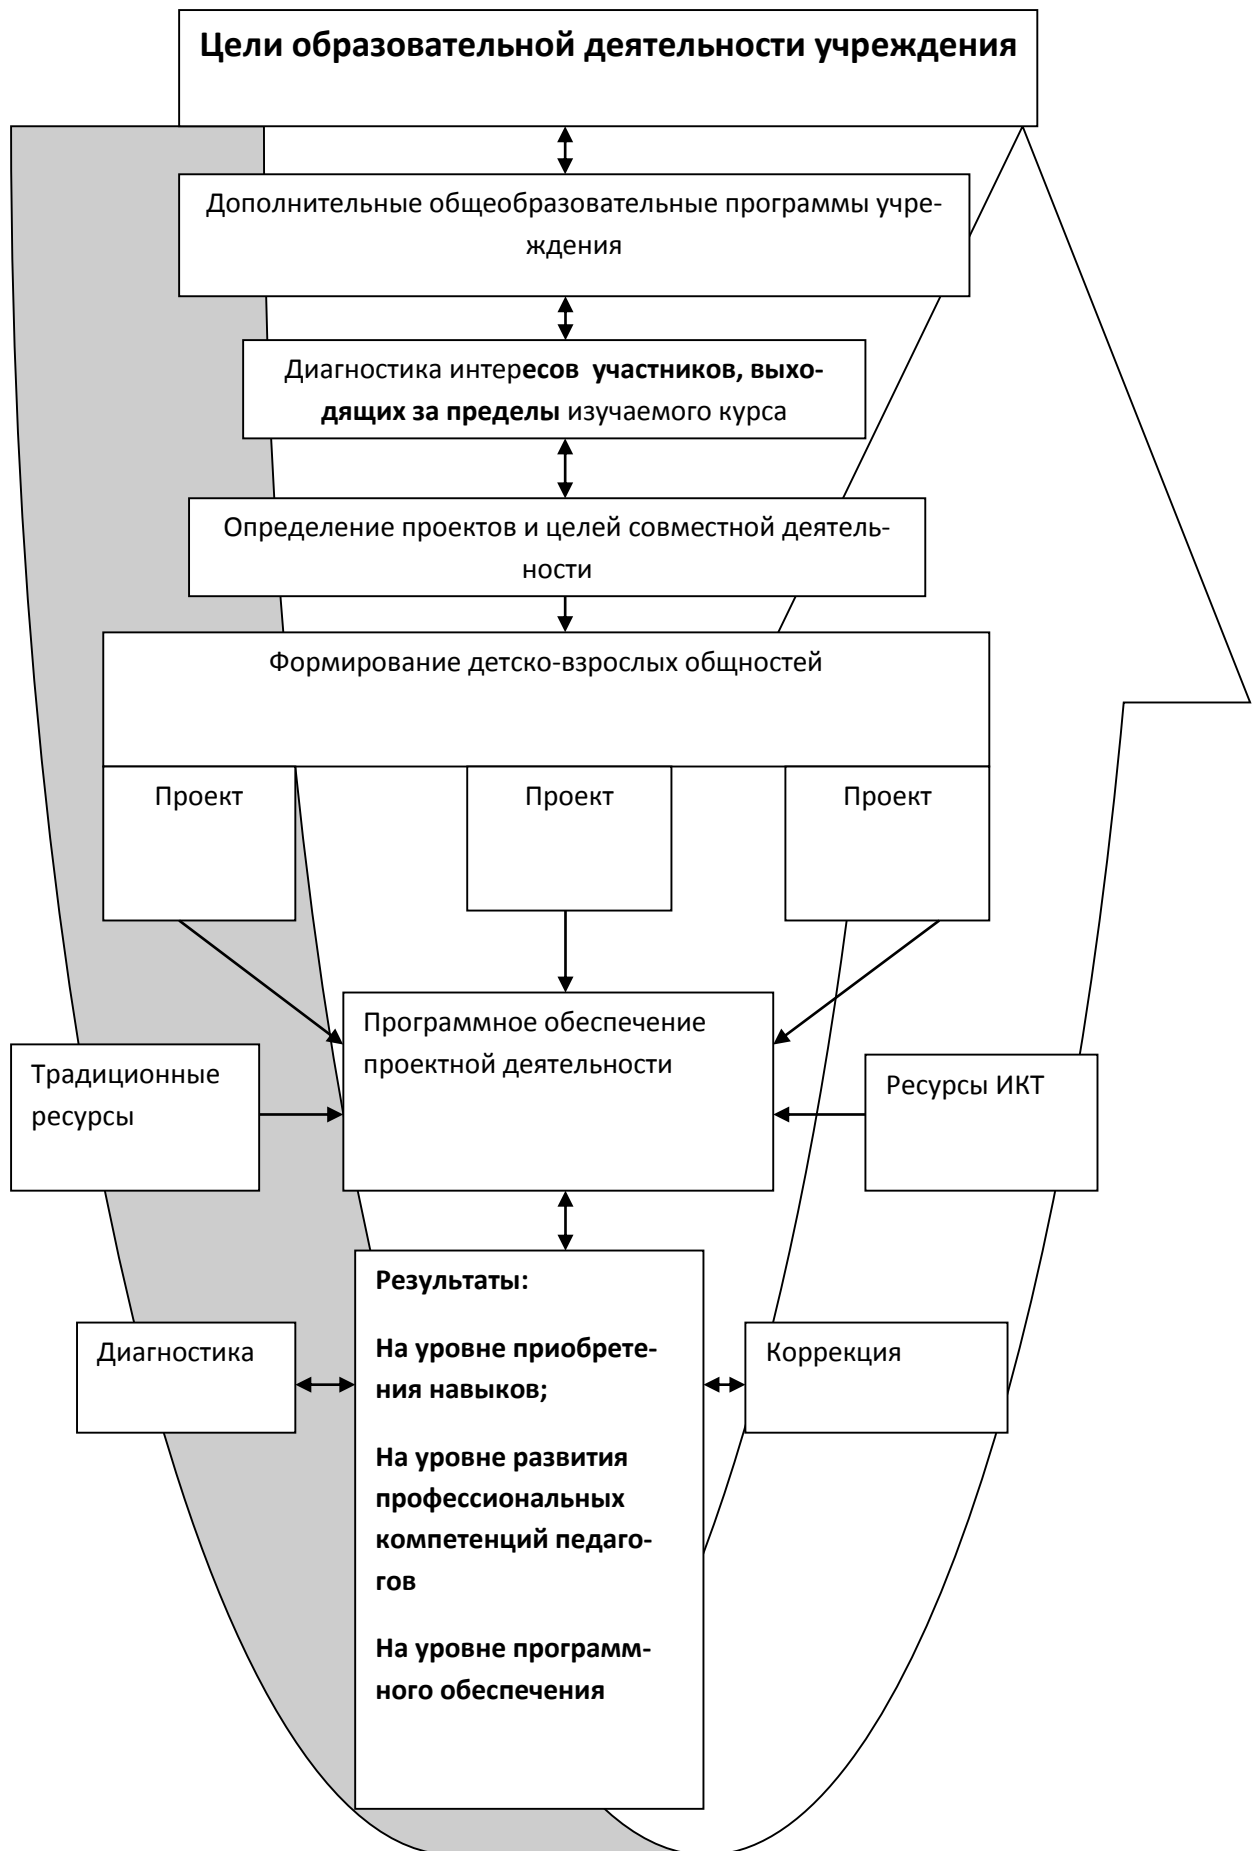 Цели образовательной деятельности учреждения
Дополнительные общеобразовательные программы учре-
ждения
Диагностика интересов участников, выхо-
дящих за пределы изучаемого курса
Определение проектов и целей совместной деятель-
ности
Формирование детско-взрослых общностей
Проект
Проект
Проект
Программное обеспечение
проектной деятельности
Традиционные
ресурсы
Ресурсы ИКТ
Результаты:
На уровне приобрете-
ния навыков;
На уровне развития
профессиональных
компетенций педаго-
гов
На уровне программ-
ного обеспечения
Диагностика
Коррекция